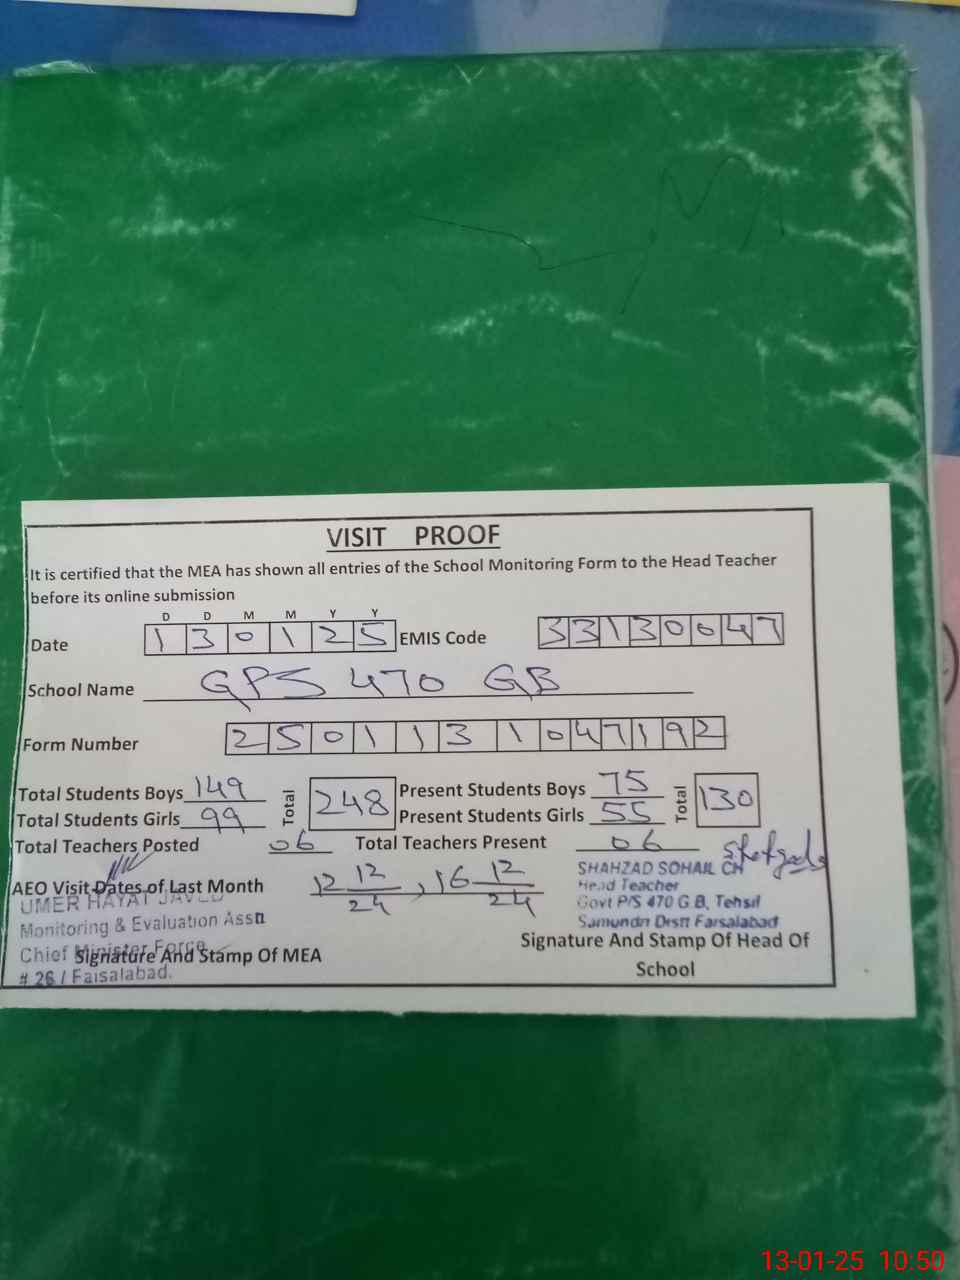 VISIT PROOF
It is certified that the MEA has shown all entries of the School Monitoring Form to the Head Teacher
before its online submission
D D M M Y Y
Date 1 3 0 1 2 5 EMIS Code 3 3 1 3 0 0 4 7
School Name GPS 470 GB
Form Number 2 5 0 1 1 3 1 0 4 7 1 9 2
Total Students Boys 149 Total 248 Present Students Boys 75 Total 130
Total Students Girls 99 Present Students Girls 55
Total Teachers Posted 06 Total Teachers Present 06
AEO Visit Dates of Last Month 12 12/24, 16 12/24
SHAHZAD SOHAIL CH
Head Teacher
Govt P/S 470 G.B, Tehsil
Samundri Distt Faisalabad
UMER HAYAT JAVED
Monitoring & Evaluation Asstt
Chief Minister Force
# 26 / Faisalabad.
Signature And Stamp Of MEA
Signature And Stamp Of Head Of
School
13-01-25 10:50